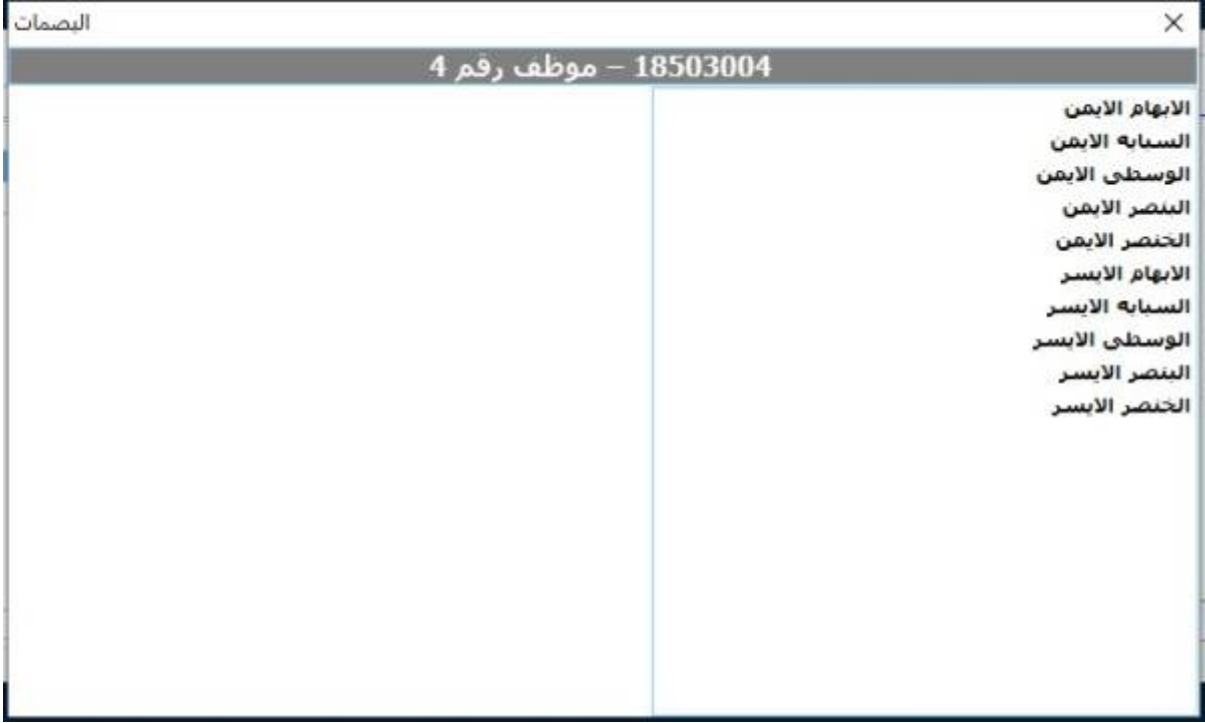 البصمات
18503004 – موظف رقم 4
الابهام الايمن
السبابه الايمن
الوسطى الايمن
البنصر الايمن
الخنصر الايمن
الابهام الايسر
السبابه الايسر
الوسطى الايسر
البنصر الايسر
الخنصر الايسر